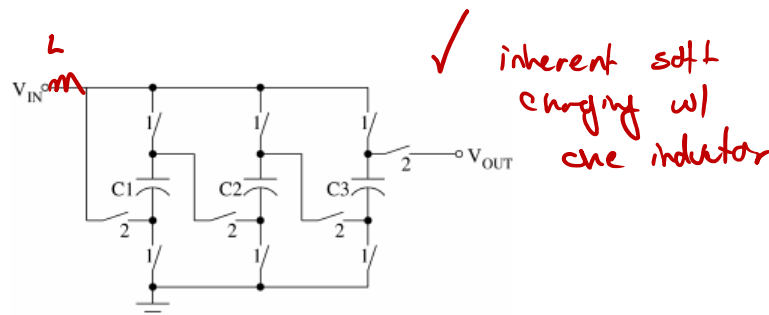 L
✓ inherent soft
charging w/
one inductor
V_IN
1 1 1
2 V_OUT
C1 C2 C3
2 2 2
1 1 1